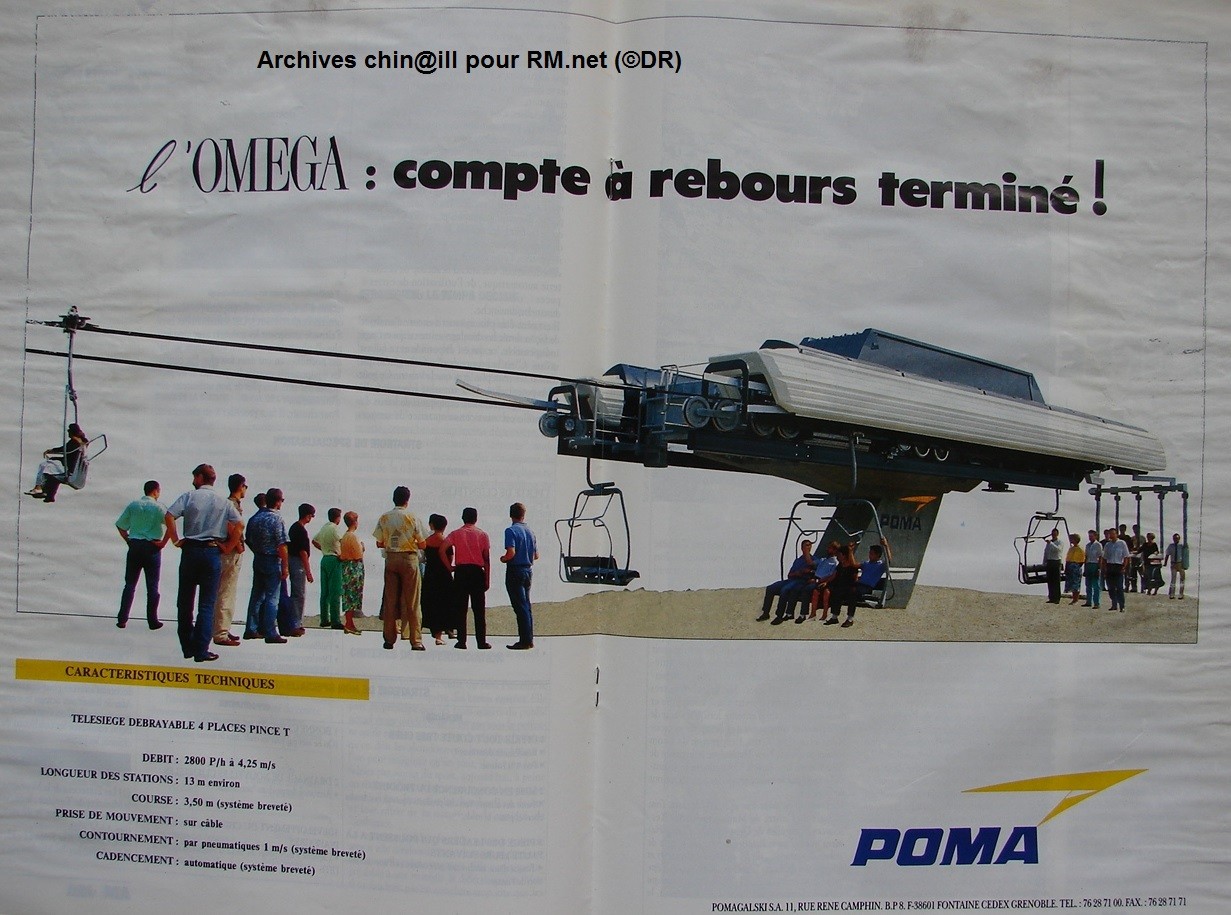 Archives chin@ill pour RM.net (©DR)
l'OMEGA : compte à rebours terminé !
POMA
CARACTERISTIQUES TECHNIQUES
TELESIEGE DEBRAYABLE 4 PLACES PINCE T
DEBIT : 2800 P/h à 4,25 m/s
LONGUEUR DES STATIONS : 13 m environ
COURSE : 3,50 m (système breveté)
PRISE DE MOUVEMENT : sur câble
CONTOURNEMENT : par pneumatiques 1 m/s (système breveté)
CADENCEMENT : automatique (système breveté)
POMA
POMAGALSKI S.A. 11, RUE RENE CAMPHIN. B.P 8. F-38601 FONTAINE CEDEX GRENOBLE. TEL. : 76 28 71 00. FAX. : 76 28 71 71